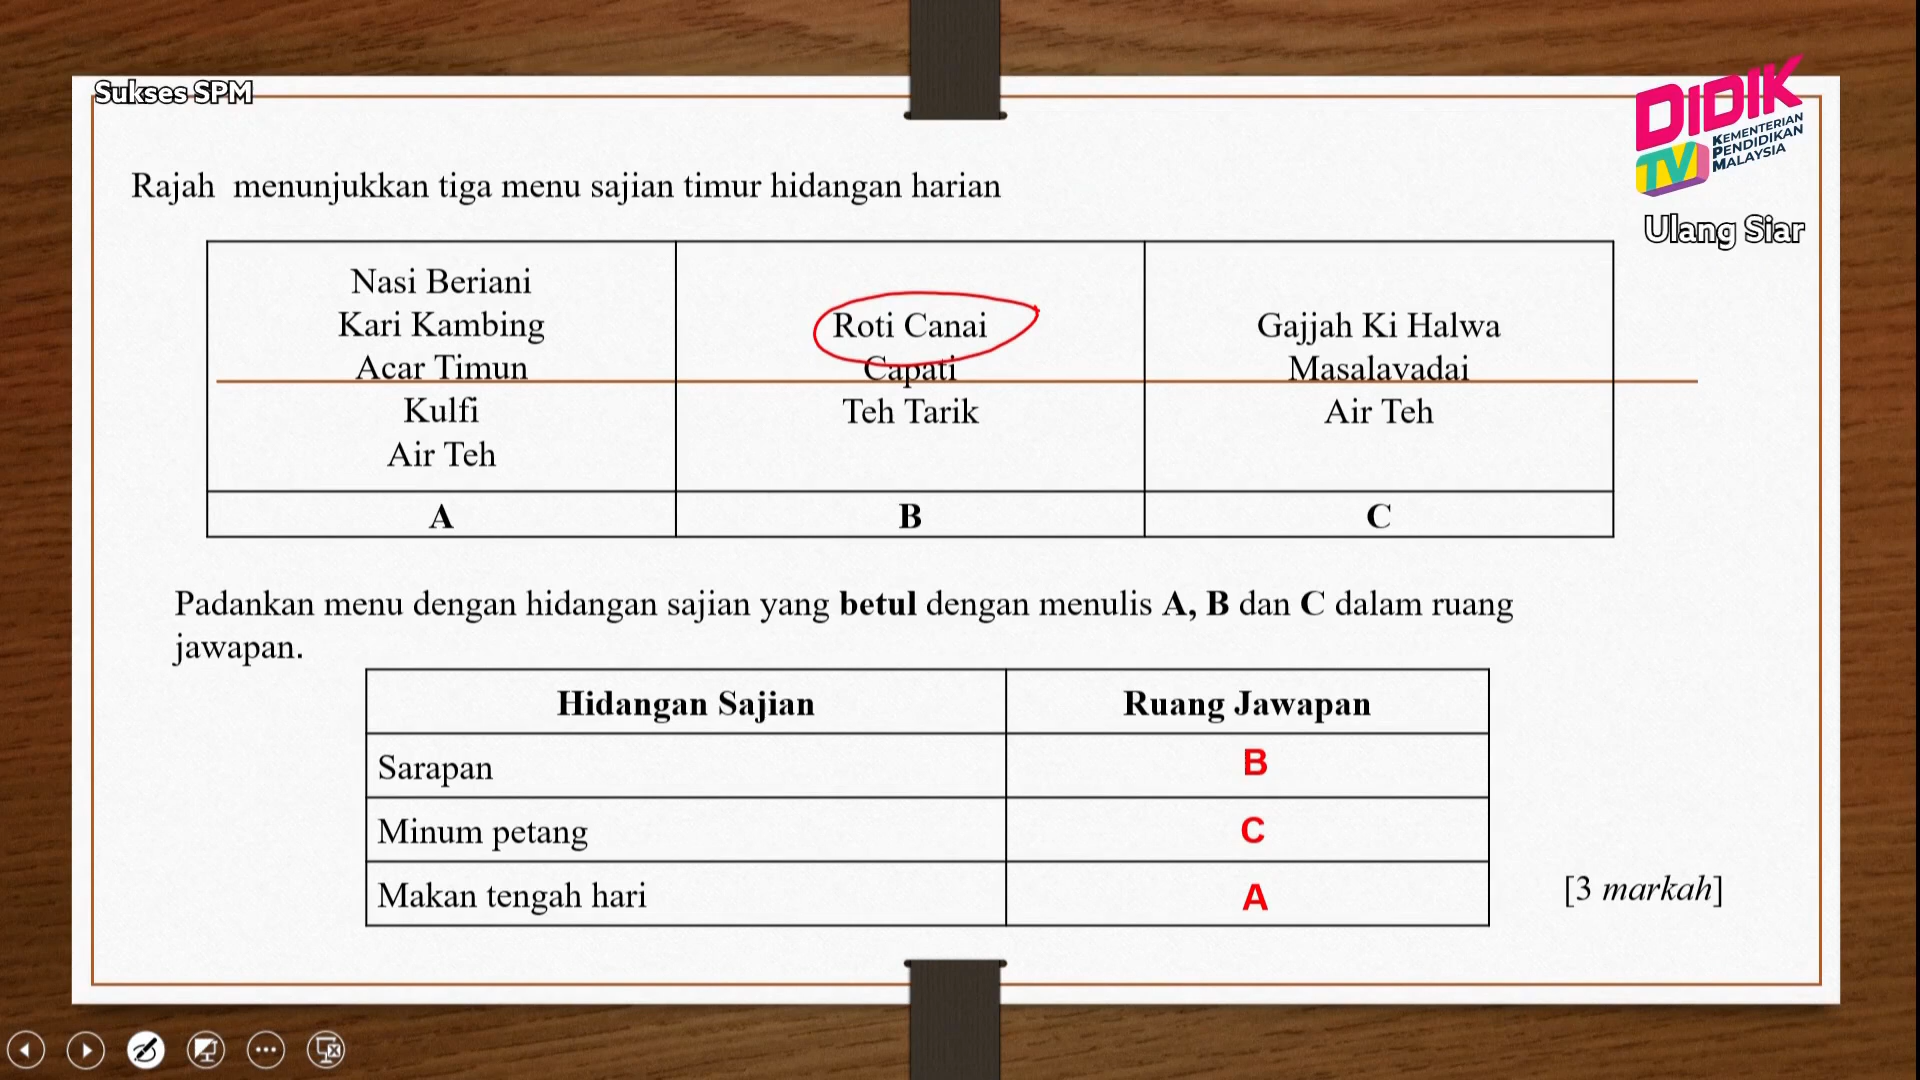 Sukses SPM
DIDIK
TV
KEMENTERIAN
PENDIDIKAN
MALAYSIA
Ulang Siar
Rajah menunjukkan tiga menu sajian timur hidangan harian
Nasi Beriani
Kari Kambing
Acar Timun
Kulfi
Air Teh
Roti Canai
Capati
Teh Tarik
Gajjah Ki Halwa
Masalavadai
Air Teh
A
B
C
Padankan menu dengan hidangan sajian yang betul dengan menulis A, B dan C dalam ruang
jawapan.
Hidangan Sajian
Ruang Jawapan
Sarapan
B
Minum petang
C
Makan tengah hari
A
[3 markah]